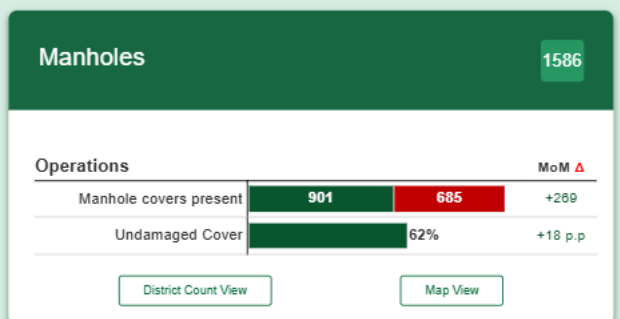 Manholes
1586
Operations
MoM Δ
Manhole covers present 901 685 +269
Undamaged Cover 62% +18 p.p
District Count View
Map View